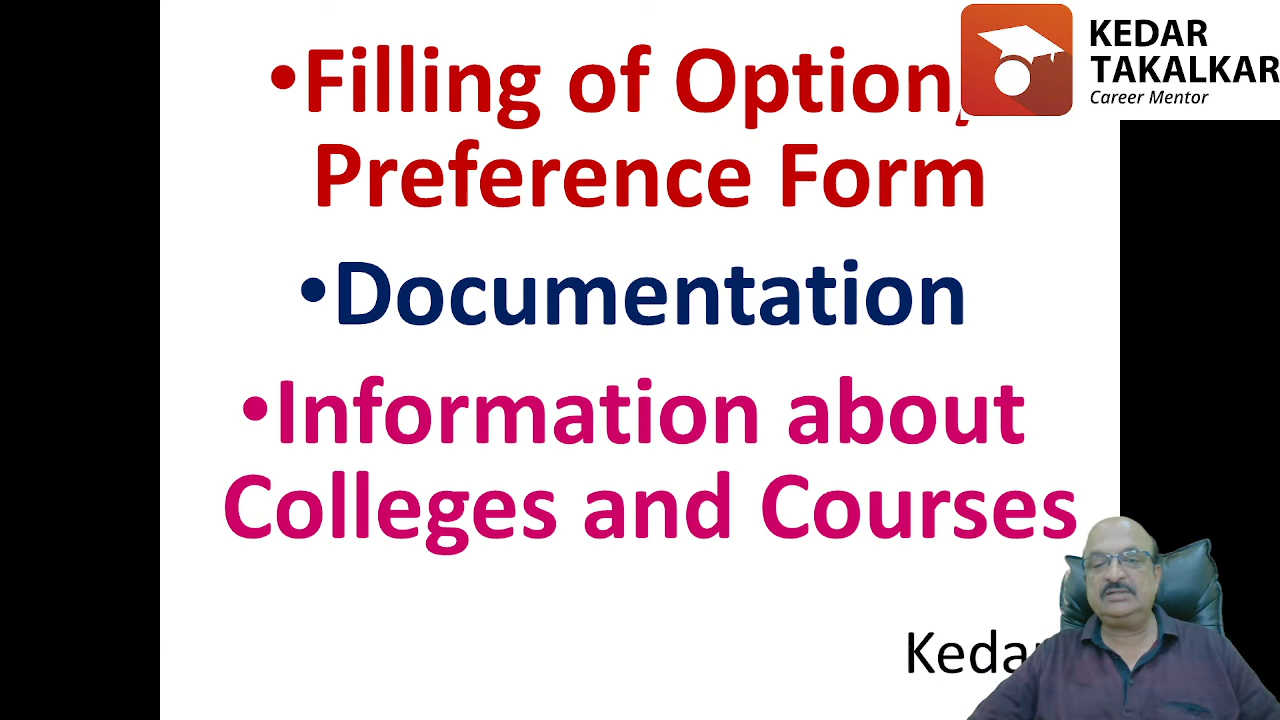 •Filling of Option,
Preference Form
•Documentation
•Information about
Colleges and Courses
KEDAR
TAKALKAR
Career Mentor